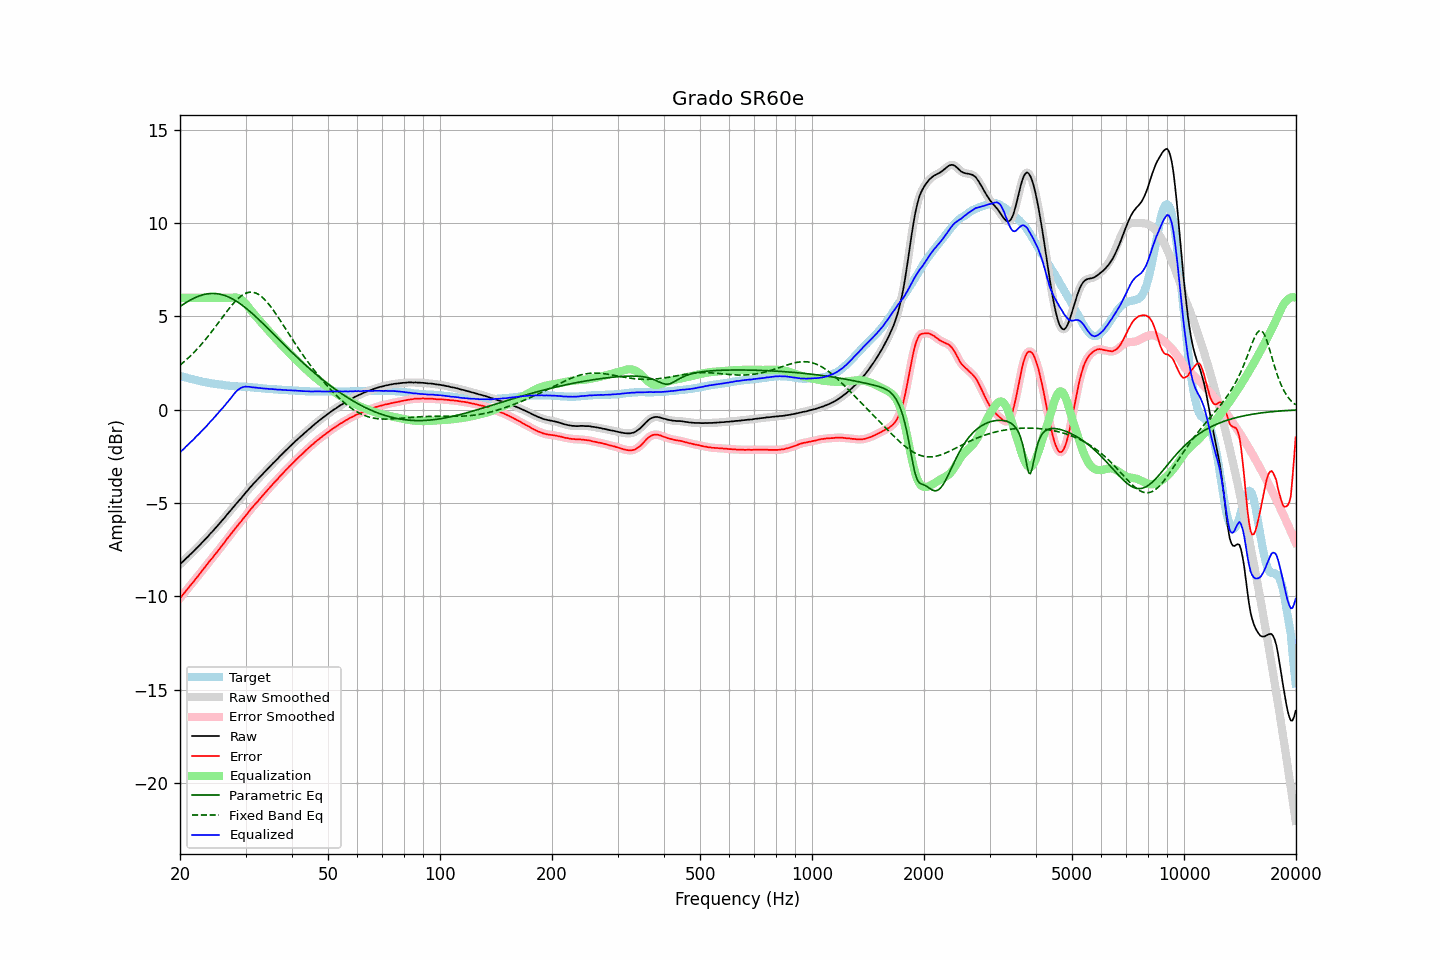 Grado SR60e
15
10
5
0
−5
−10
−15
−20
Amplitude (dBr)
Target
Raw Smoothed
Error Smoothed
Raw
Error
Equalization
Parametric Eq
Fixed Band Eq
Equalized
20 50 100 200 500 1000 2000 5000 10000 20000
Frequency (Hz)